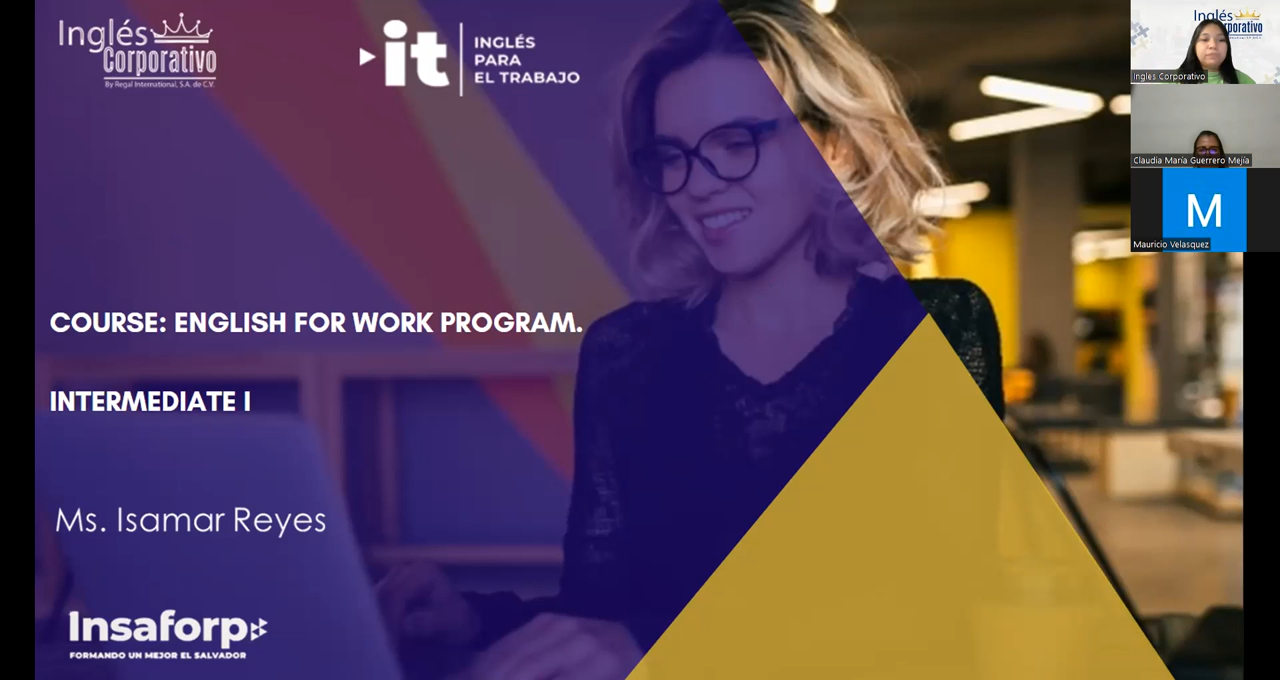 Inglés
Corporativo
By Regal International, S.A. de C.V.
it
INGLÉS
PARA
EL TRABAJO
COURSE: ENGLISH FOR WORK PROGRAM.
INTERMEDIATE I
Ms. Isamar Reyes
Insaforp
FORMANDO UN MEJOR EL SALVADOR
Inglés
Corporativo
Ingles Corporativo
Claudia María Guerrero Mejía
M
Mauricio Velasquez